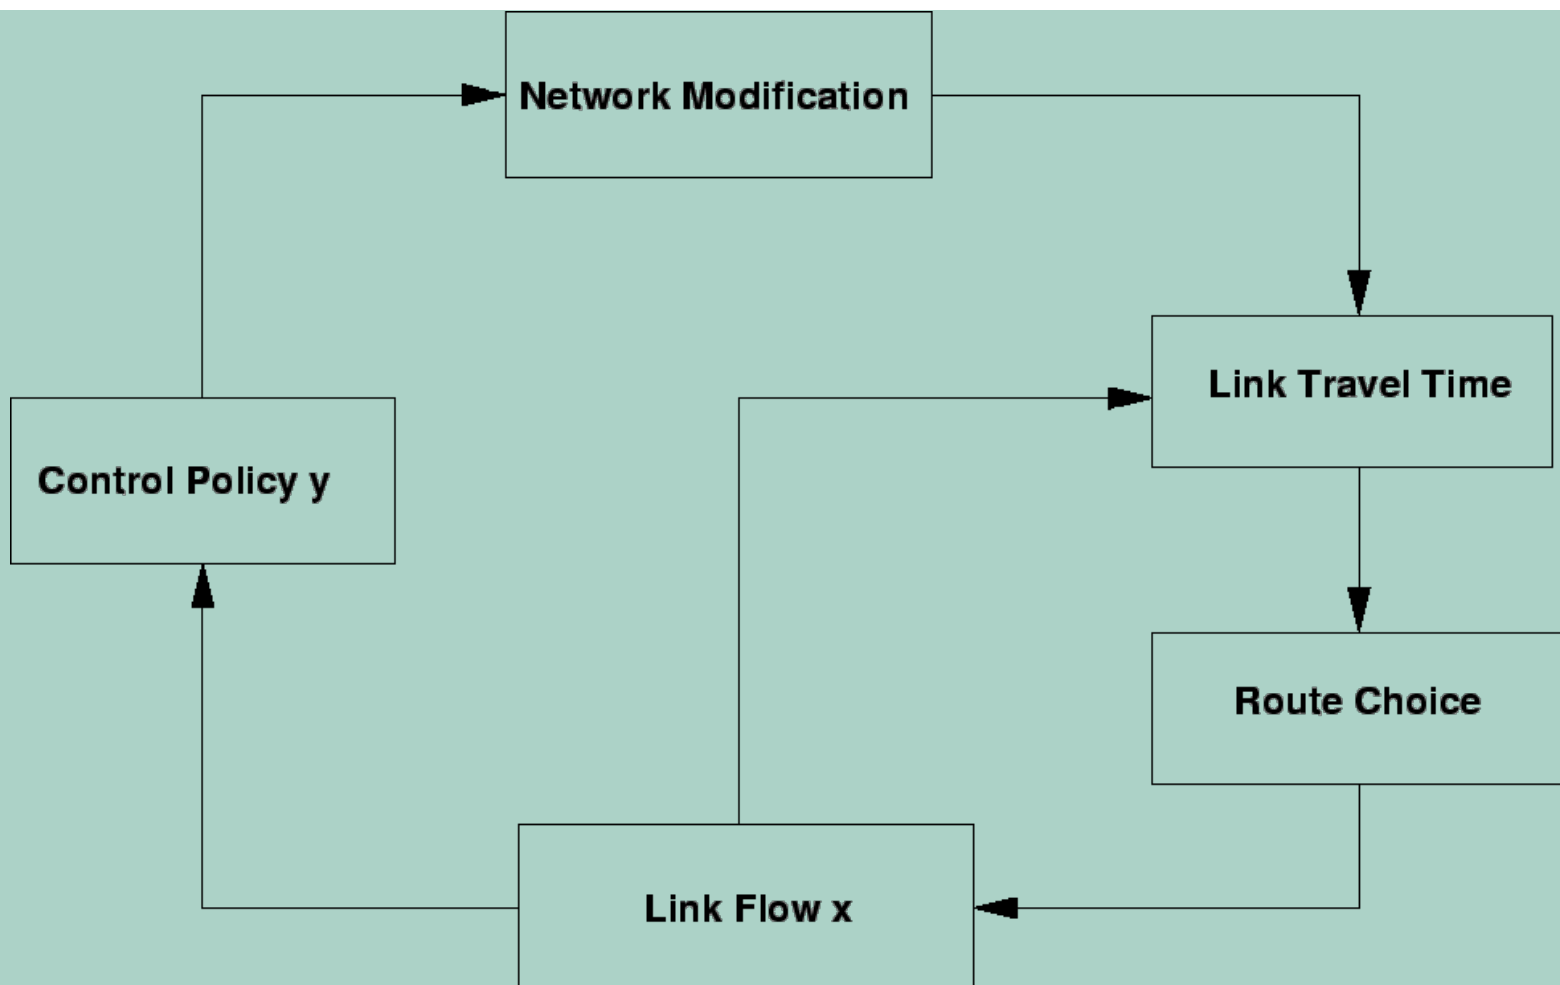 Network Modification
Link Travel Time
Control Policy y
Route Choice
Link Flow x